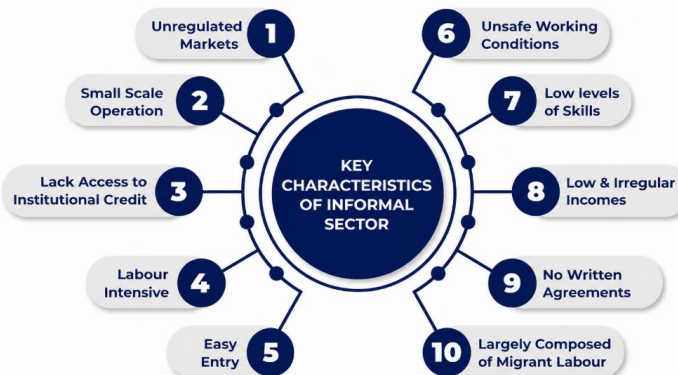 KEY
CHARACTERISTICS
OF INFORMAL
SECTOR
1
Unregulated
Markets
2
Small Scale
Operation
3
Lack Access to
Institutional Credit
4
Labour
Intensive
5
Easy
Entry
6
Unsafe Working
Conditions
7
Low levels
of Skills
8
Low & Irregular
Incomes
9
No Written
Agreements
10
Largely Composed
of Migrant Labour